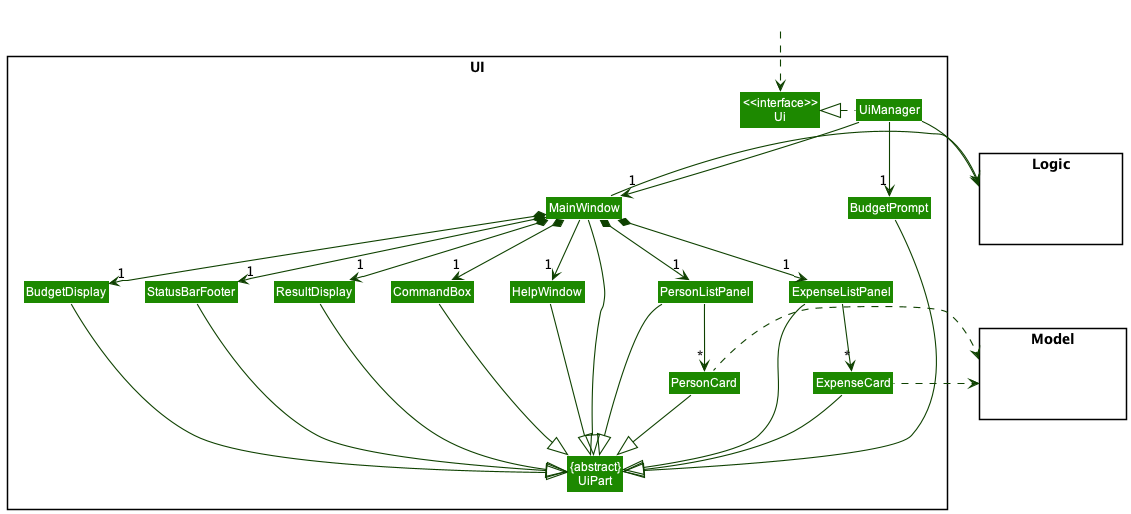 UI
<<interface>>
Ui
UiManager
Logic
1
1
MainWindow
BudgetPrompt
1
1
1
1
1
1
1
BudgetDisplay
StatusBarFooter
ResultDisplay
CommandBox
HelpWindow
PersonListPanel
ExpenseListPanel
Model
*
*
PersonCard
ExpenseCard
{abstract}
UiPart